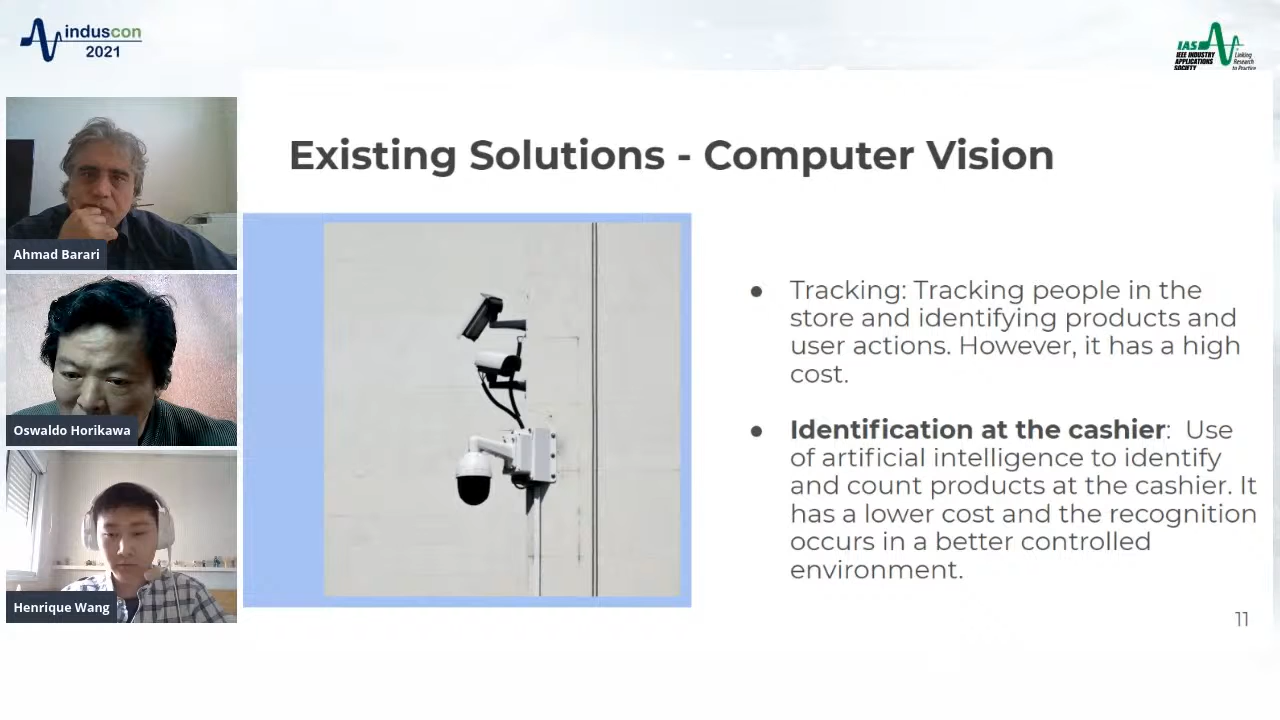 induscon
2021
IAS
IEEE INDUSTRY
APPLICATIONS
SOCIETY
Linking
Research
to Practice
Existing Solutions - Computer Vision
Ahmad Barari
Oswaldo Horikawa
Henrique Wang
● Tracking: Tracking people in the
store and identifying products and
user actions. However, it has a high
cost.
● Identification at the cashier: Use
of artificial intelligence to identify
and count products at the cashier. It
has a lower cost and the recognition
occurs in a better controlled
environment.
11